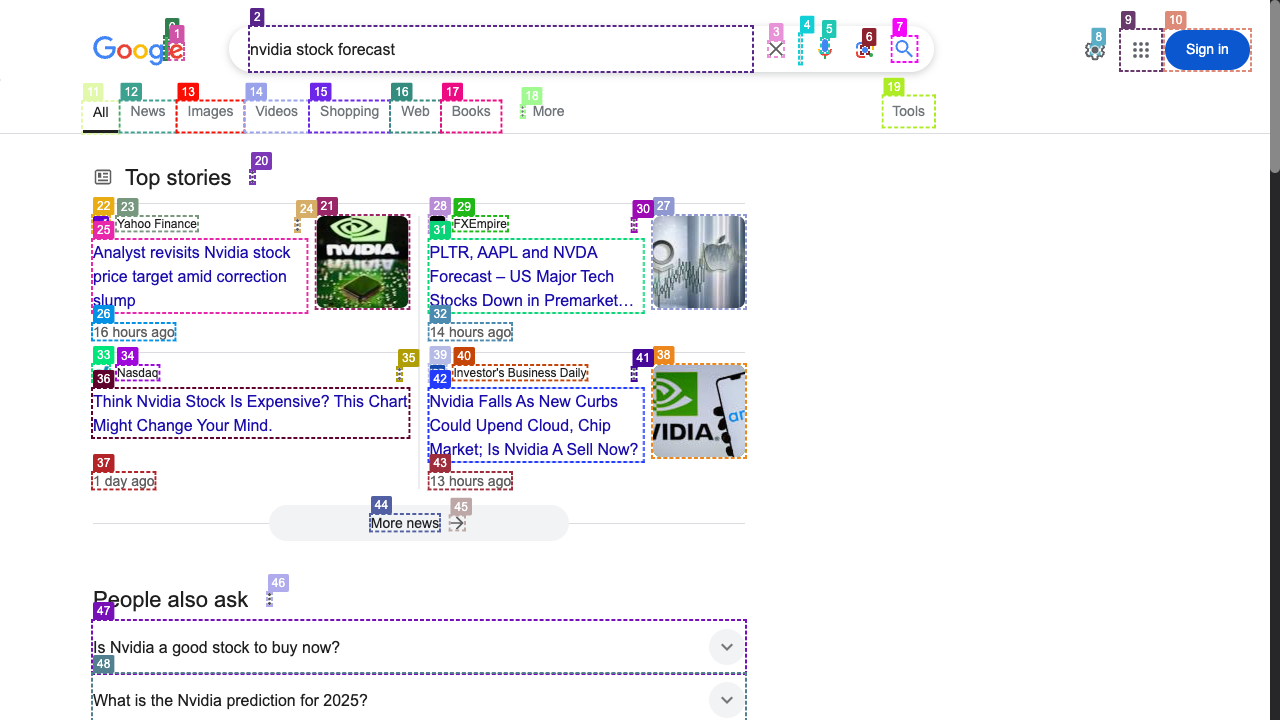 Google
nvidia stock forecast
Sign in
All
News
Images
Videos
Shopping
Web
Books
More
Tools
Top stories
Yahoo Finance
Analyst revisits Nvidia stock
price target amid correction
slump
16 hours ago
NVIDIA
FXEmpire
PLTR, AAPL and NVDA
Forecast – US Major Tech
Stocks Down in Premarket…
14 hours ago
Nasdaq
Think Nvidia Stock Is Expensive? This Chart
Might Change Your Mind.
1 day ago
Investor's Business Daily
Nvidia Falls As New Curbs
Could Upend Cloud, Chip
Market; Is Nvidia A Sell Now?
13 hours ago
VIDIA
ar
More news
People also ask
Is Nvidia a good stock to buy now?
What is the Nvidia prediction for 2025?
1
2
3
4
5
6
7
8
9
10
11
12
13
14
15
16
17
18
19
20
21
22
23
24
25
26
27
28
29
30
31
32
33
34
35
36
37
38
39
40
41
42
43
44
45
46
47
48